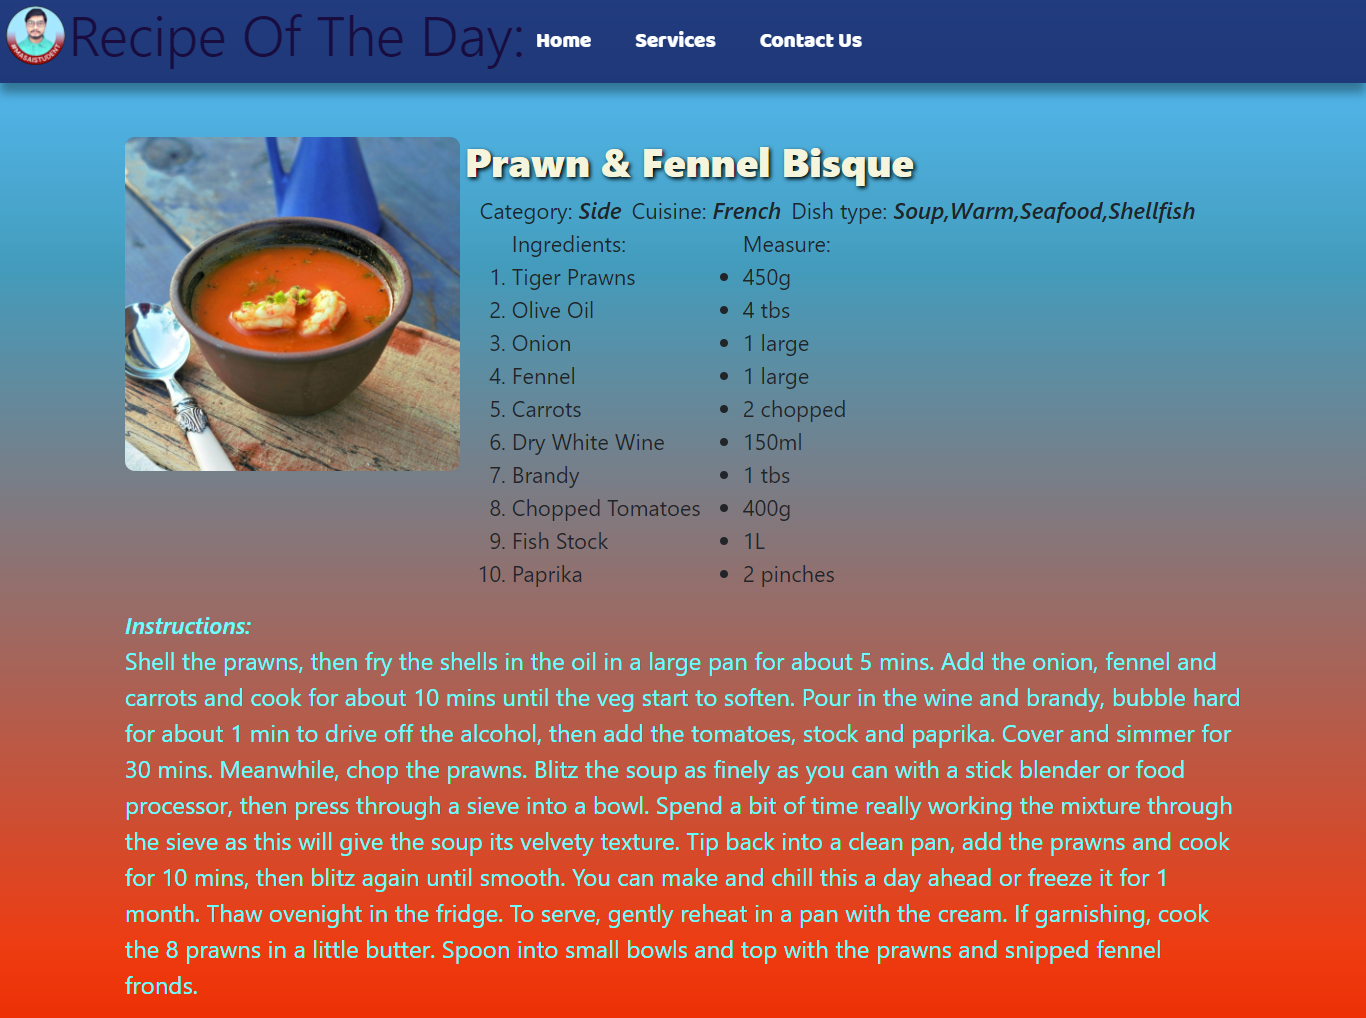 #MASAISTUDENT
Recipe Of The Day:
Home Services Contact Us
Prawn & Fennel Bisque
Category: Side Cuisine: French Dish type: Soup,Warm,Seafood,Shellfish
Ingredients: Measure:
1. Tiger Prawns • 450g
2. Olive Oil • 4 tbs
3. Onion • 1 large
4. Fennel • 1 large
5. Carrots • 2 chopped
6. Dry White Wine • 150ml
7. Brandy • 1 tbs
8. Chopped Tomatoes • 400g
9. Fish Stock • 1L
10. Paprika • 2 pinches
Instructions:
Shell the prawns, then fry the shells in the oil in a large pan for about 5 mins. Add the onion, fennel and
carrots and cook for about 10 mins until the veg start to soften. Pour in the wine and brandy, bubble hard
for about 1 min to drive off the alcohol, then add the tomatoes, stock and paprika. Cover and simmer for
30 mins. Meanwhile, chop the prawns. Blitz the soup as finely as you can with a stick blender or food
processor, then press through a sieve into a bowl. Spend a bit of time really working the mixture through
the sieve as this will give the soup its velvety texture. Tip back into a clean pan, add the prawns and cook
for 10 mins, then blitz again until smooth. You can make and chill this a day ahead or freeze it for 1
month. Thaw ovenight in the fridge. To serve, gently reheat in a pan with the cream. If garnishing, cook
the 8 prawns in a little butter. Spoon into small bowls and top with the prawns and snipped fennel
fronds.